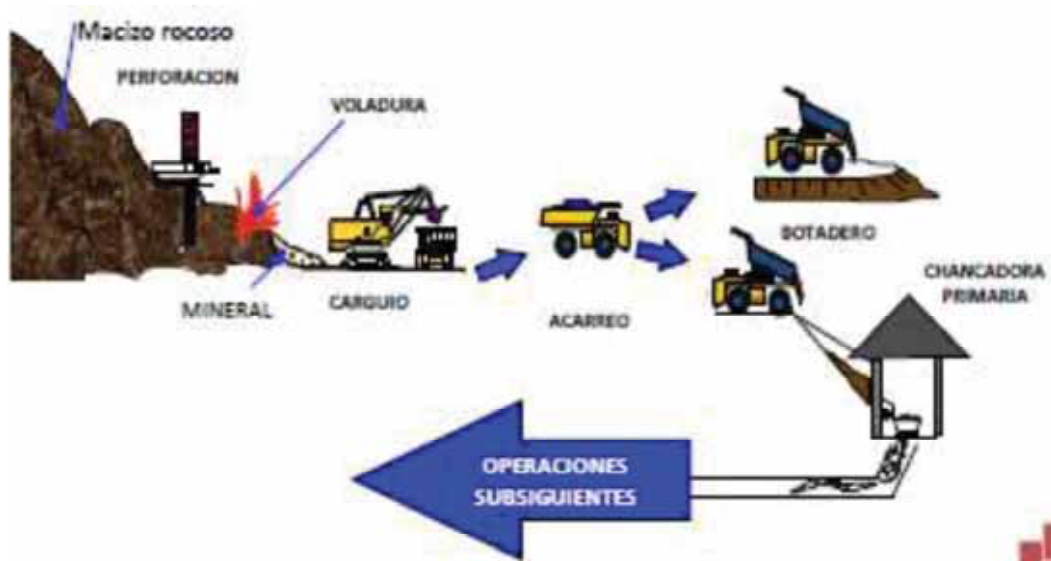 Macizo rocoso
PERFORACION
VOLADURA
MINERAL
CARGUIO
ACARREO
BOTADERO
CHANCADORA
PRIMARIA
OPERACIONES
SUBSIGUIENTES